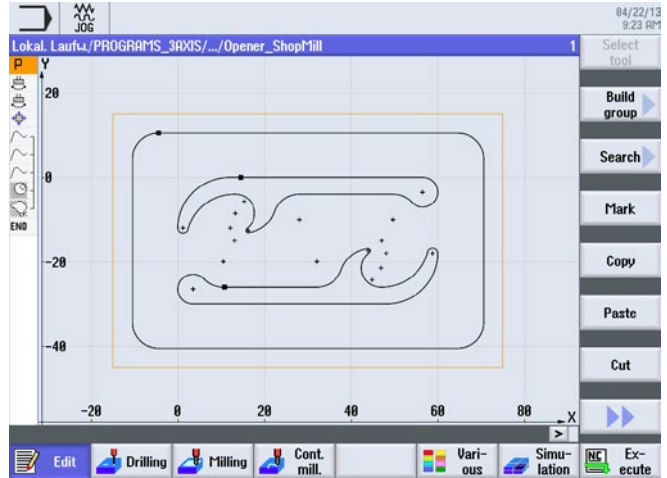 JOG
04/22/13
9:23 AM
Lokal. Laufw./PROGRAMS_3AXIS/.../Opener_ShopMill 1
Select
tool
P
Y
20
0
-20
-40
END
-20 0 20 40 60 80 X
Build
group
Search
Mark
Copy
Paste
Cut
>
Edit
Drilling
Milling
Cont.
mill.
Vari-
ous
Simu-
lation
NC
Ex-
ecute